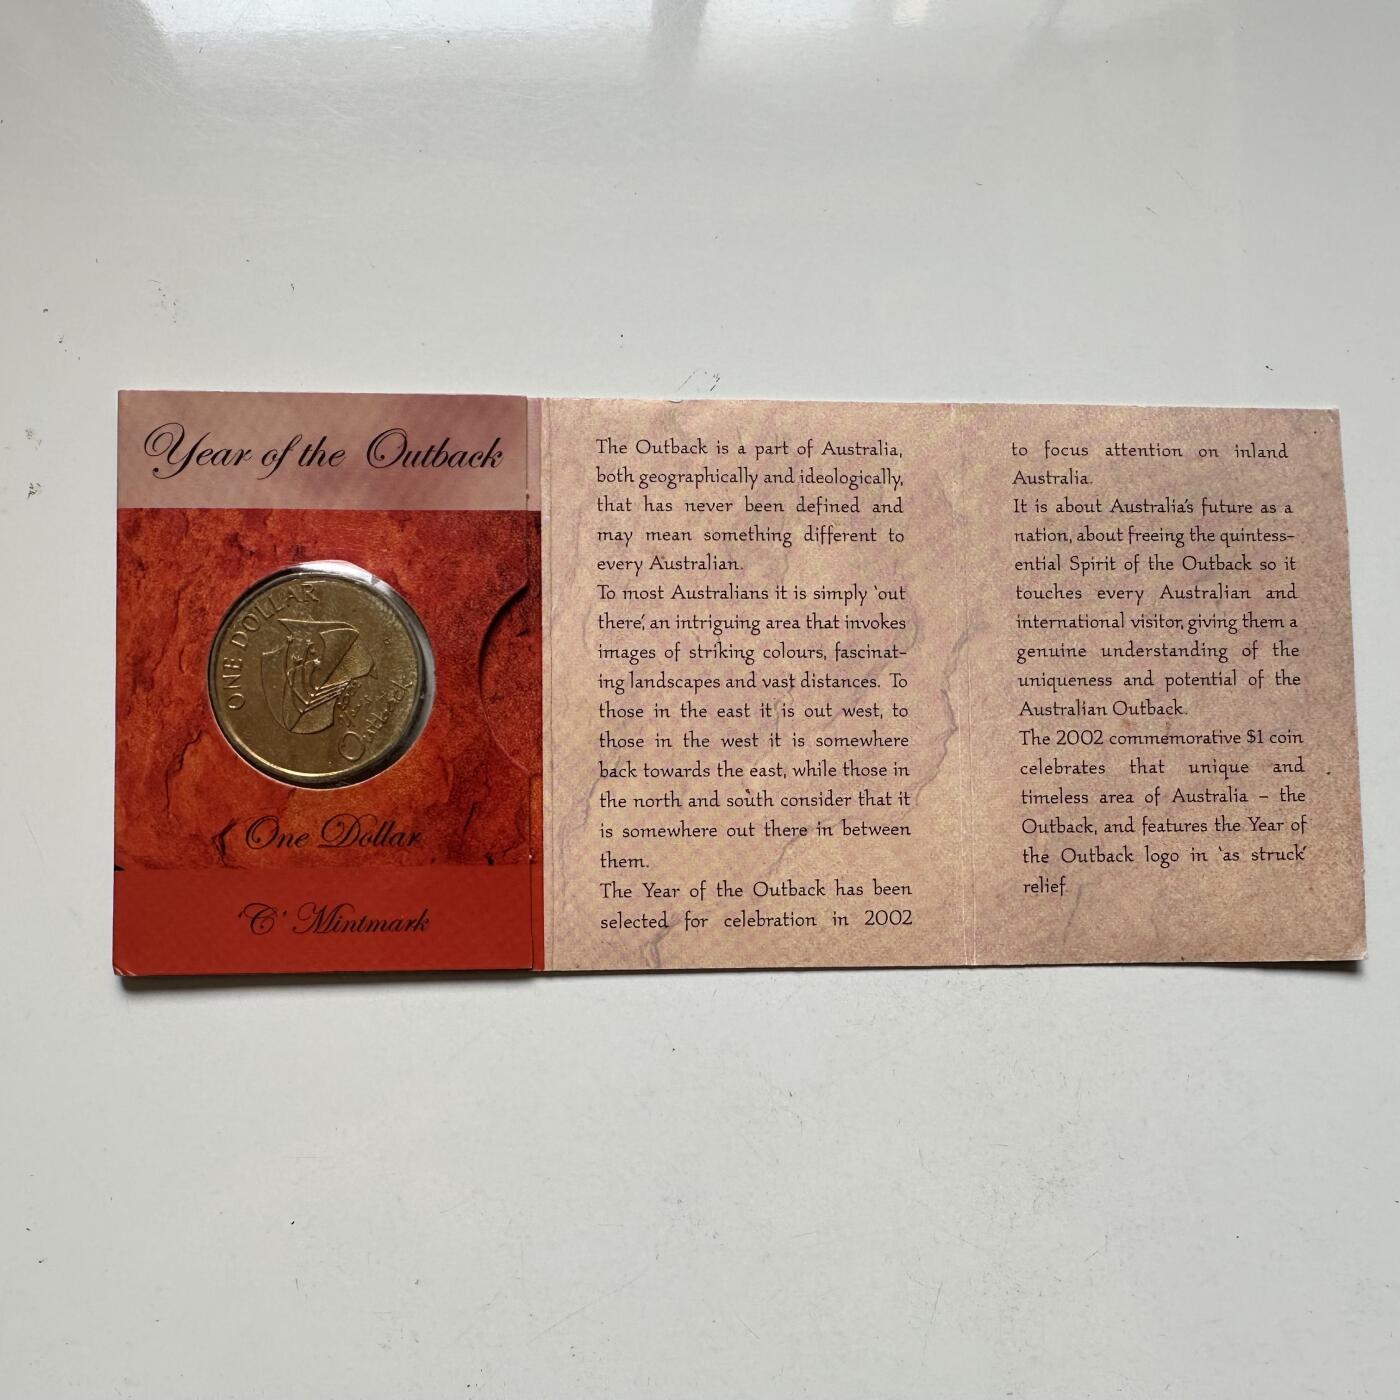 Year of the Outback
ONE DOLLAR
Year
of the
Outback
One Dollar
'C' Mintmark
The Outback is a part of Australia,
both geographically and ideologically,
that has never been defined and
may mean something different to
every Australian.
To most Australians it is simply 'out
there', an intriguing area that invokes
images of striking colours, fascinat-
ing landscapes and vast distances. To
those in the east it is out west, to
those in the west it is somewhere
back towards the east, while those in
the north and south consider that it
is somewhere out there in between
them.
The Year of the Outback has been
selected for celebration in 2002
to focus attention on inland
Australia.
It is about Australia's future as a
nation, about freeing the quintess-
ential Spirit of the Outback so it
touches every Australian and
international visitor, giving them a
genuine understanding of the
uniqueness and potential of the
Australian Outback.
The 2002 commemorative $1 coin
celebrates that unique and
timeless area of Australia – the
Outback, and features the Year of
the Outback logo in 'as struck'
relief.